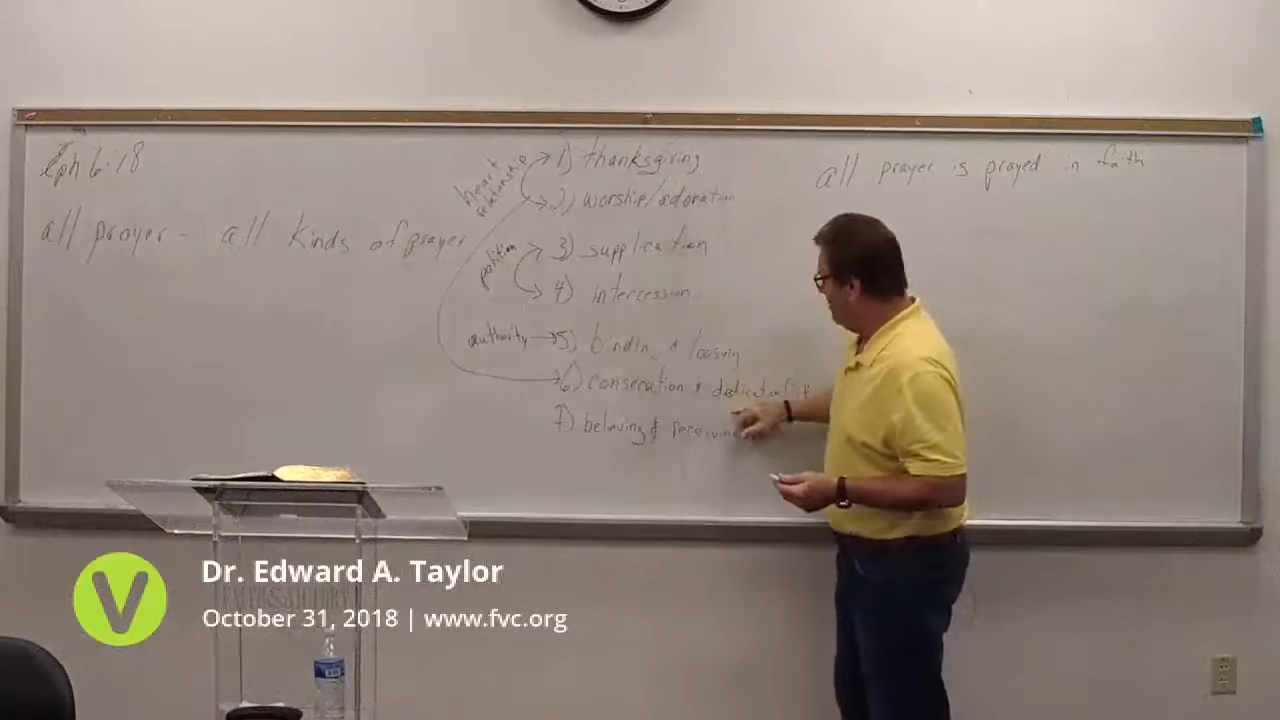 Eph 6:18
all prayer - all kinds of prayer
heart relationship
1) thanksgiving
2) worship/adoration
petition
3) supplication
4) intercession
authority
5) binding & loosing
6) consecution & dedication
7) believing & receiving
all prayer is prayed in faith
V
Dr. Edward A. Taylor
October 31, 2018 | www.fvc.org